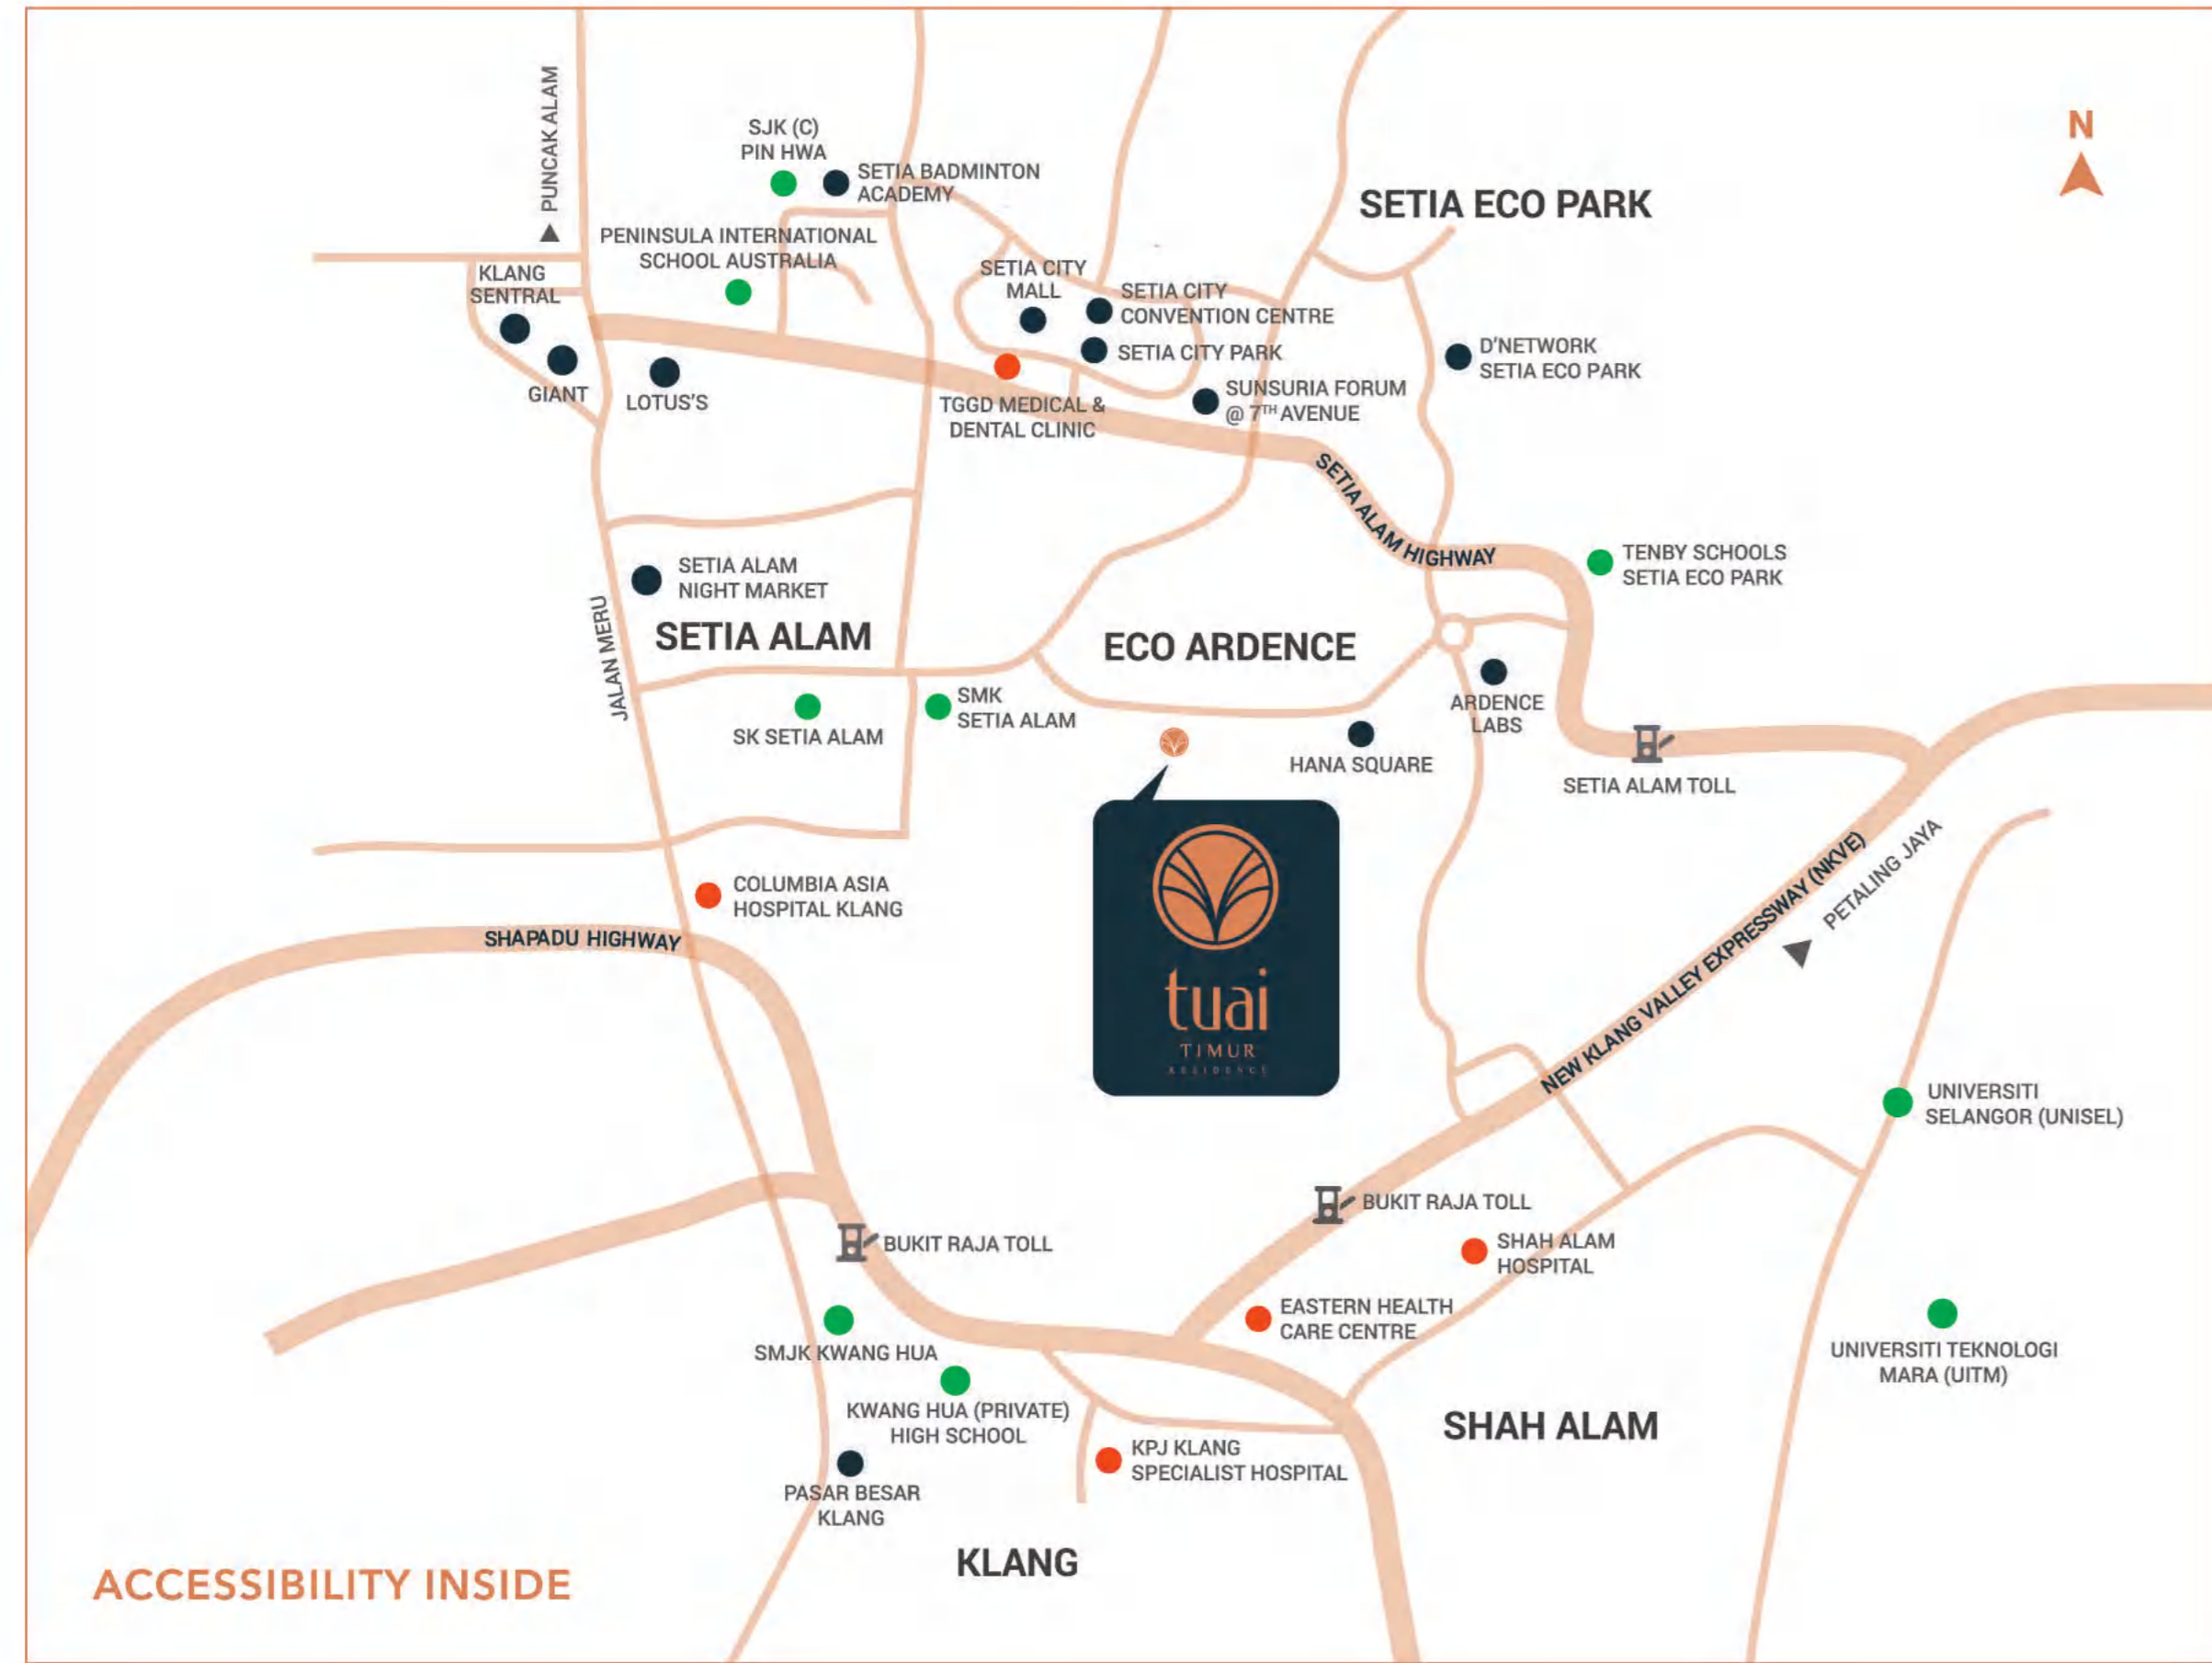 N
PUNCAK ALAM
SJK (C)
PIN HWA
SETIA BADMINTON
ACADEMY
SETIA ECO PARK
PENINSULA INTERNATIONAL
SCHOOL AUSTRALIA
KLANG
SENTRAL
SETIA CITY
MALL
SETIA CITY
CONVENTION CENTRE
SETIA CITY PARK
D'NETWORK
SETIA ECO PARK
GIANT
LOTUS'S
TGGD MEDICAL &
DENTAL CLINIC
SUNSURIA FORUM
@ 7TH AVENUE
SETIA ALAM HIGHWAY
TENBY SCHOOLS
SETIA ECO PARK
SETIA ALAM
NIGHT MARKET
JALAN MERU
SETIA ALAM
ECO ARDENCE
SK SETIA ALAM
SMK
SETIA ALAM
ARDENCE
LABS
HANA SQUARE
SETIA ALAM TOLL
tuai
TIMUR
RESIDENCE
COLUMBIA ASIA
HOSPITAL KLANG
SHAPADU HIGHWAY
NEW KLANG VALLEY EXPRESSWAY (NKVE)
PETALING JAYA
UNIVERSITI
SELANGOR (UNISEL)
BUKIT RAJA TOLL
BUKIT RAJA TOLL
SHAH ALAM
HOSPITAL
EASTERN HEALTH
CARE CENTRE
SMJK KWANG HUA
UNIVERSITI TEKNOLOGI
MARA (UITM)
KWANG HUA (PRIVATE)
HIGH SCHOOL
SHAH ALAM
KPJ KLANG
SPECIALIST HOSPITAL
PASAR BESAR
KLANG
KLANG
ACCESSIBILITY INSIDE